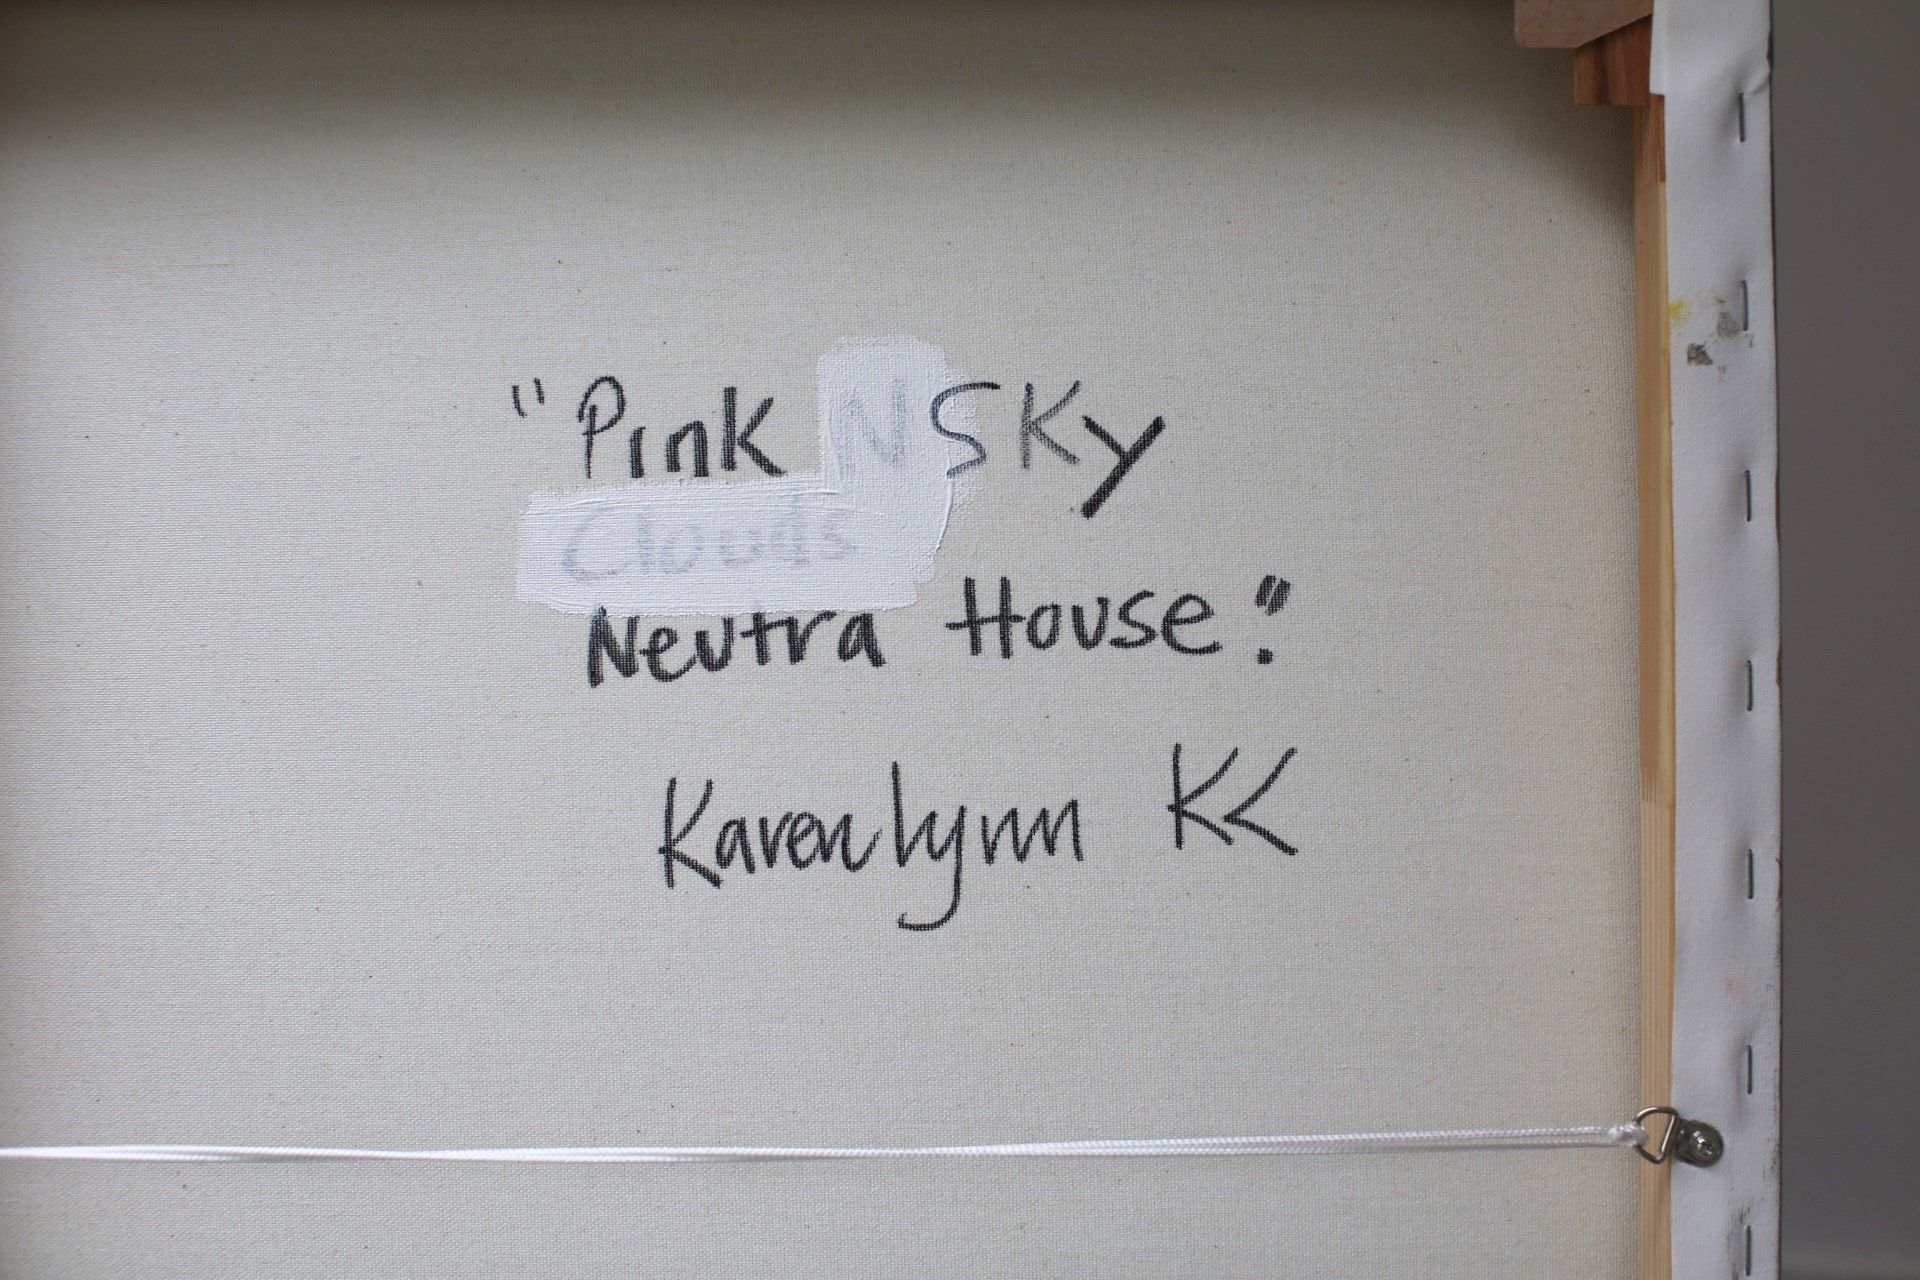 "Pink N Sky
Clouds
Neutra House".
Karenlynn KK